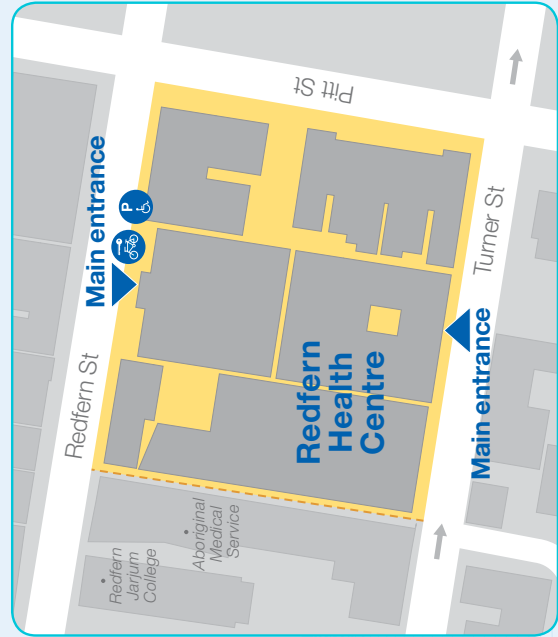 Pitt St
Main entrance
P
Redfern St
Turner St
Redfern
Health
Centre
Main entrance
• Aboriginal
Medical
Service
• Redfern
Jarjum
College